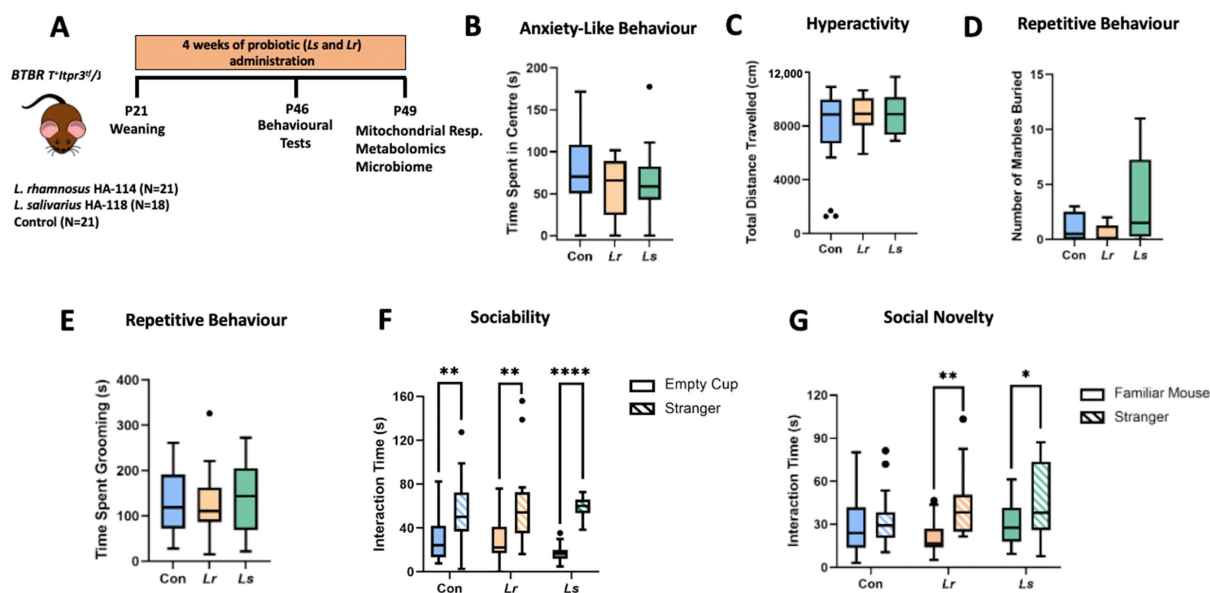 A
4 weeks of probiotic (Ls and Lr)
administration
BTBR T⁺Itpr3ᵗᶠ/J
P21
Weaning
P46
Behavioural
Tests
P49
Mitochondrial Resp.
Metabolomics
Microbiome
L. rhamnosus HA-114 (N=21)
L. salivarius HA-118 (N=18)
Control (N=21)
B
Anxiety-Like Behaviour
Time Spent in Centre (s)
200
150
100
50
0
Con Lr Ls
C
Hyperactivity
Total Distance Travelled (cm)
12,000
8000
4000
0
Con Lr Ls
D
Repetitive Behaviour
Number of Marbles Buried
15
10
5
0
Con Lr Ls
E
Repetitive Behaviour
Time Spent Grooming (s)
400
300
200
100
0
Con Lr Ls
F
Sociability
Interaction Time (s)
160
120
80
40
0
** ** ****
Con Lr Ls
Empty Cup
Stranger
G
Social Novelty
Interaction Time (s)
120
90
60
30
0
** *
Con Lr Ls
Familiar Mouse
Stranger